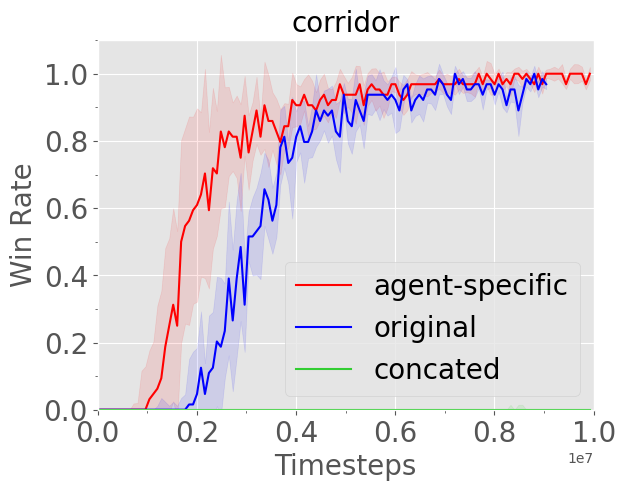 corridor
Win Rate
1.0
0.8
0.6
0.4
0.2
0.0
agent-specific
original
concated
0.0 0.2 0.4 0.6 0.8 1.0
Timesteps
1e7